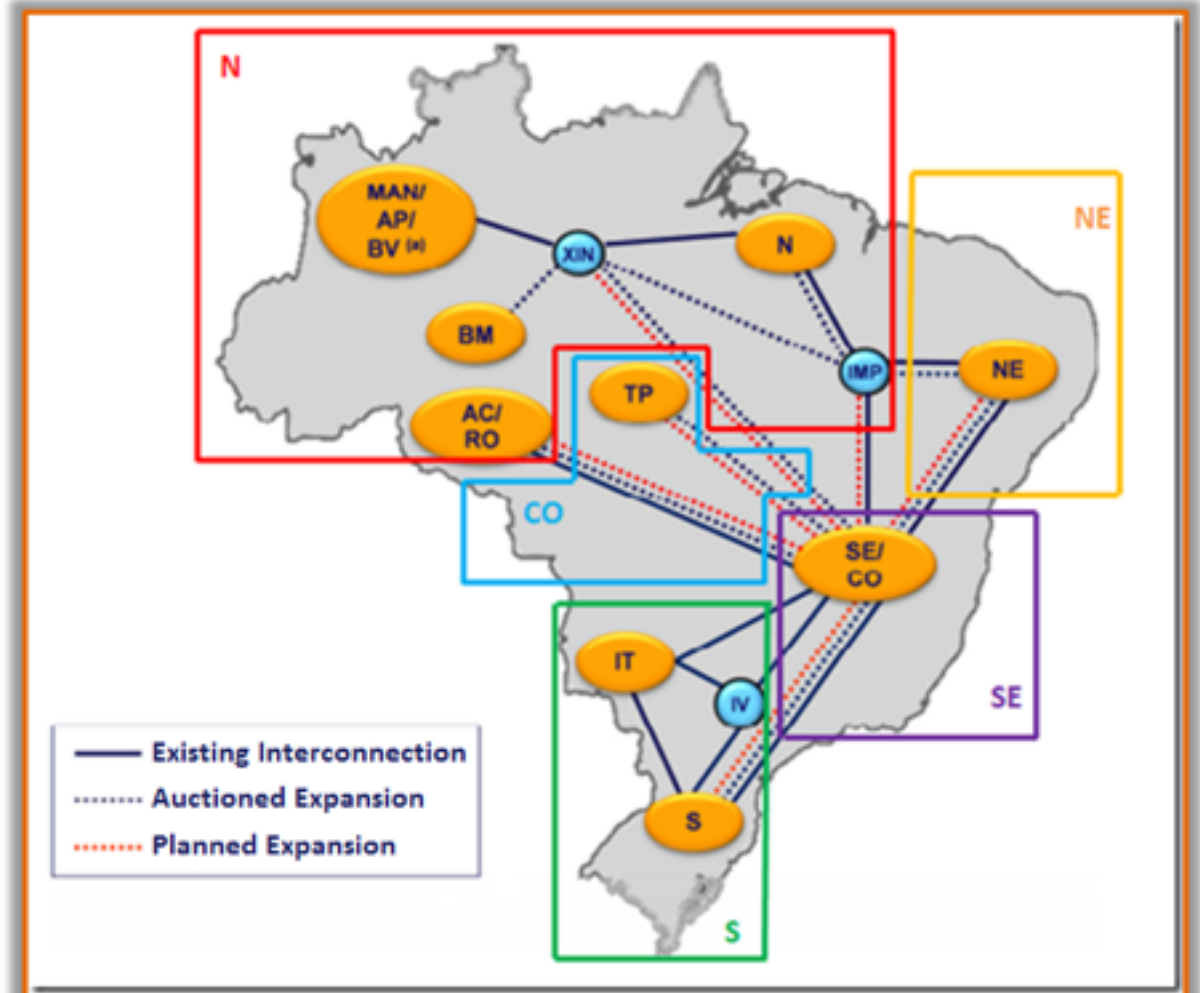 N
MAN/
AP/
BV (a)
XIN
N
NE
BM
IMP
NE
TP
AC/
RO
CO
SE/
CO
IT
IV
SE
S
S
Existing Interconnection
Auctioned Expansion
Planned Expansion